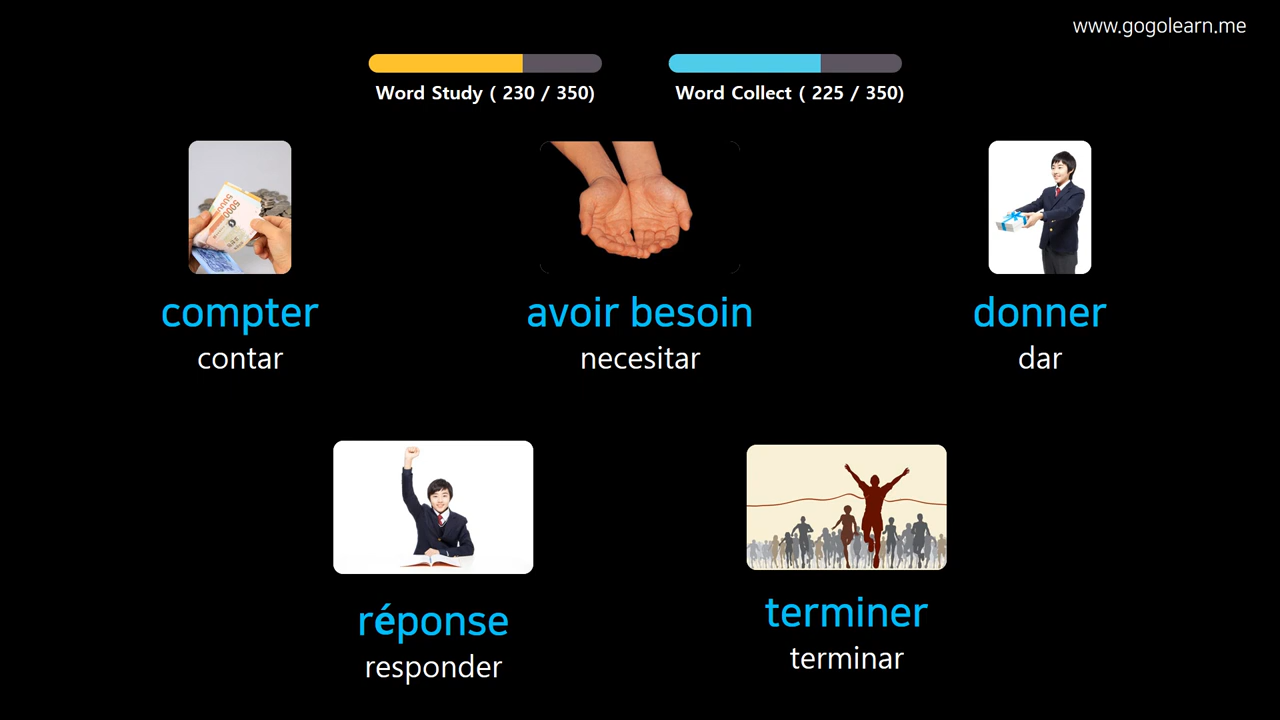 www.gogolearn.me
Word Study ( 230 / 350)
Word Collect ( 225 / 350)
compter
contar
avoir besoin
necesitar
donner
dar
réponse
responder
terminer
terminar